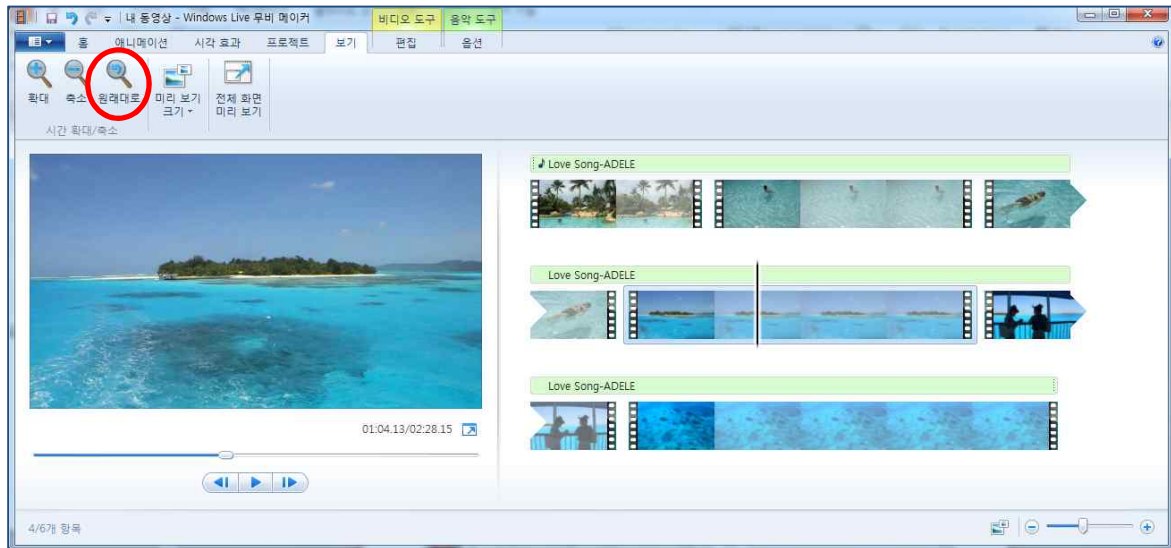 내 동영상 - Windows Live 무비 메이커
비디오 도구 음악 도구
홈 애니메이션 시각 효과 프로젝트 보기 편집 옵션
확대 축소 원래대로 미리 보기 크기 전체 화면 미리 보기
시간 확대/축소
Love Song-ADELE
Love Song-ADELE
Love Song-ADELE
01:04.13/02:28.15
4/6개 항목